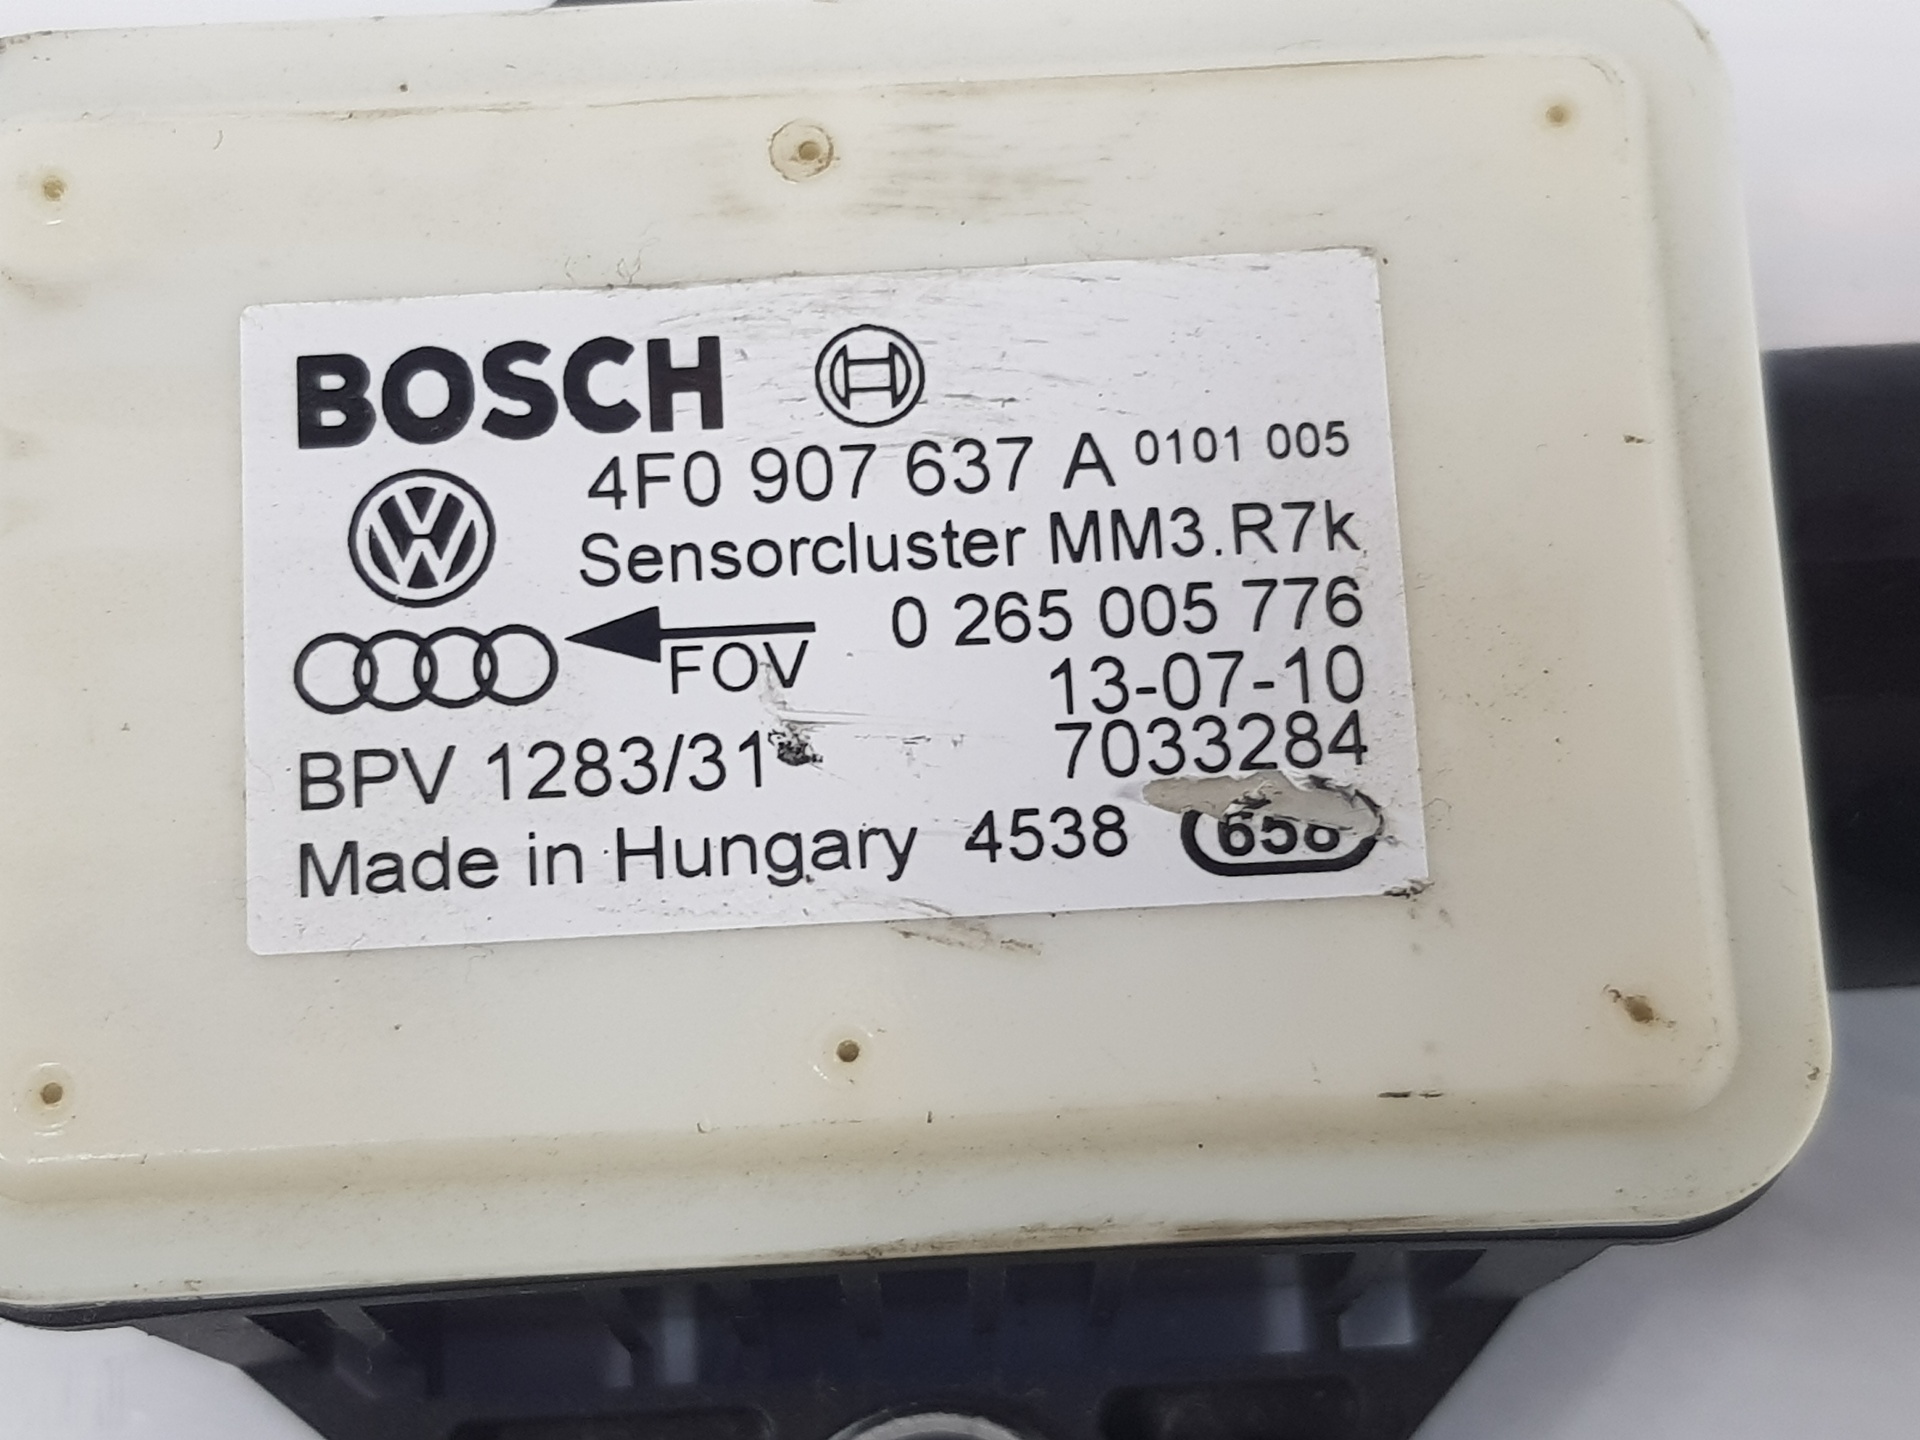 BOSCH
4F0 907 637 A 0101 005
Sensorcluster MM3.R7k
0 265 005 776
FOV
13-07-10
7033284
BPV 1283/31
Made in Hungary 4538 658